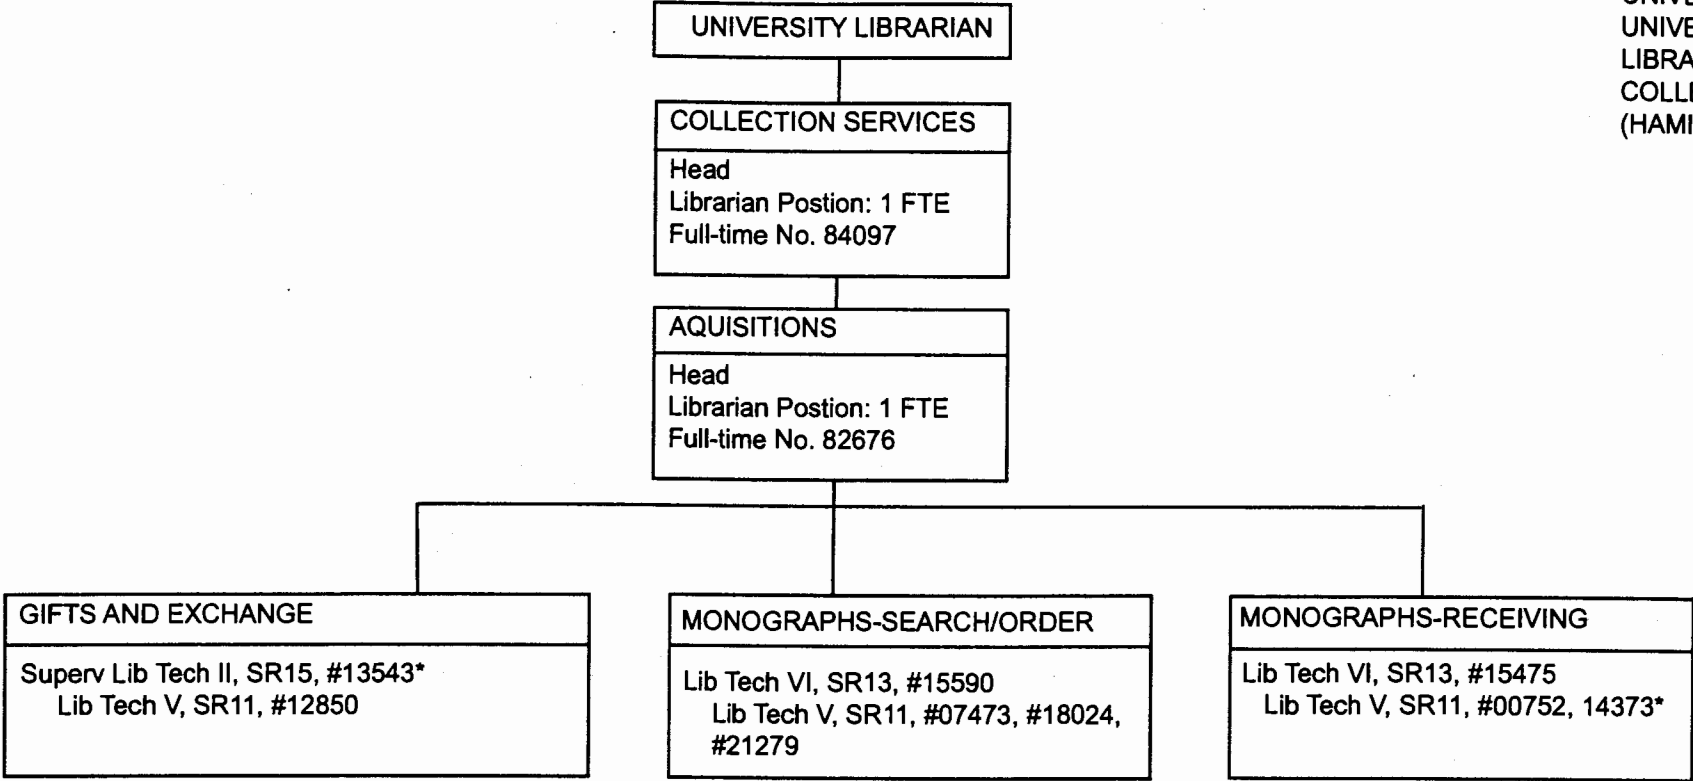 UNIVERSITY LIBRARIAN
COLLECTION SERVICES
Head
Librarian Postion: 1 FTE
Full-time No. 84097
AQUISITIONS
Head
Librarian Postion: 1 FTE
Full-time No. 82676
GIFTS AND EXCHANGE
Superv Lib Tech II, SR15, #13543*
Lib Tech V, SR11, #12850
MONOGRAPHS-SEARCH/ORDER
Lib Tech VI, SR13, #15590
Lib Tech V, SR11, #07473, #18024,
#21279
MONOGRAPHS-RECEIVING
Lib Tech VI, SR13, #15475
Lib Tech V, SR11, #00752, 14373*